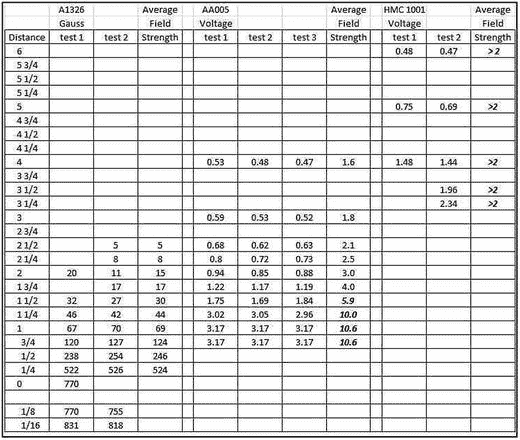 A1326 Average AA005 Average HMC 1001 Average
Gauss Field Voltage Field Voltage Field
Distance test 1 test 2 Strength test 1 test 2 test 3 Strength test 1 test 2 Strength
6 0.48 0.47 >2
5 3/4
5 1/2
5 1/4
5 0.75 0.69 >2
4 3/4
4 1/2
4 1/4
4 0.53 0.48 0.47 1.6 1.48 1.44 >2
3 3/4
3 1/2 1.96 >2
3 1/4 2.34 >2
3 0.59 0.53 0.52 1.8
2 3/4
2 1/2 5 5 0.68 0.62 0.63 2.1
2 1/4 8 8 0.8 0.72 0.73 2.5
2 20 11 15 0.94 0.85 0.88 3.0
1 3/4 17 17 1.22 1.17 1.19 4.0
1 1/2 32 27 30 1.75 1.69 1.84 5.9
1 1/4 46 42 44 3.02 3.05 2.96 10.0
1 67 70 69 3.17 3.17 3.17 10.6
3/4 120 127 124 3.17 3.17 3.17 10.6
1/2 238 254 246
1/4 522 526 524
0 770
1/8 770 755
1/16 831 818